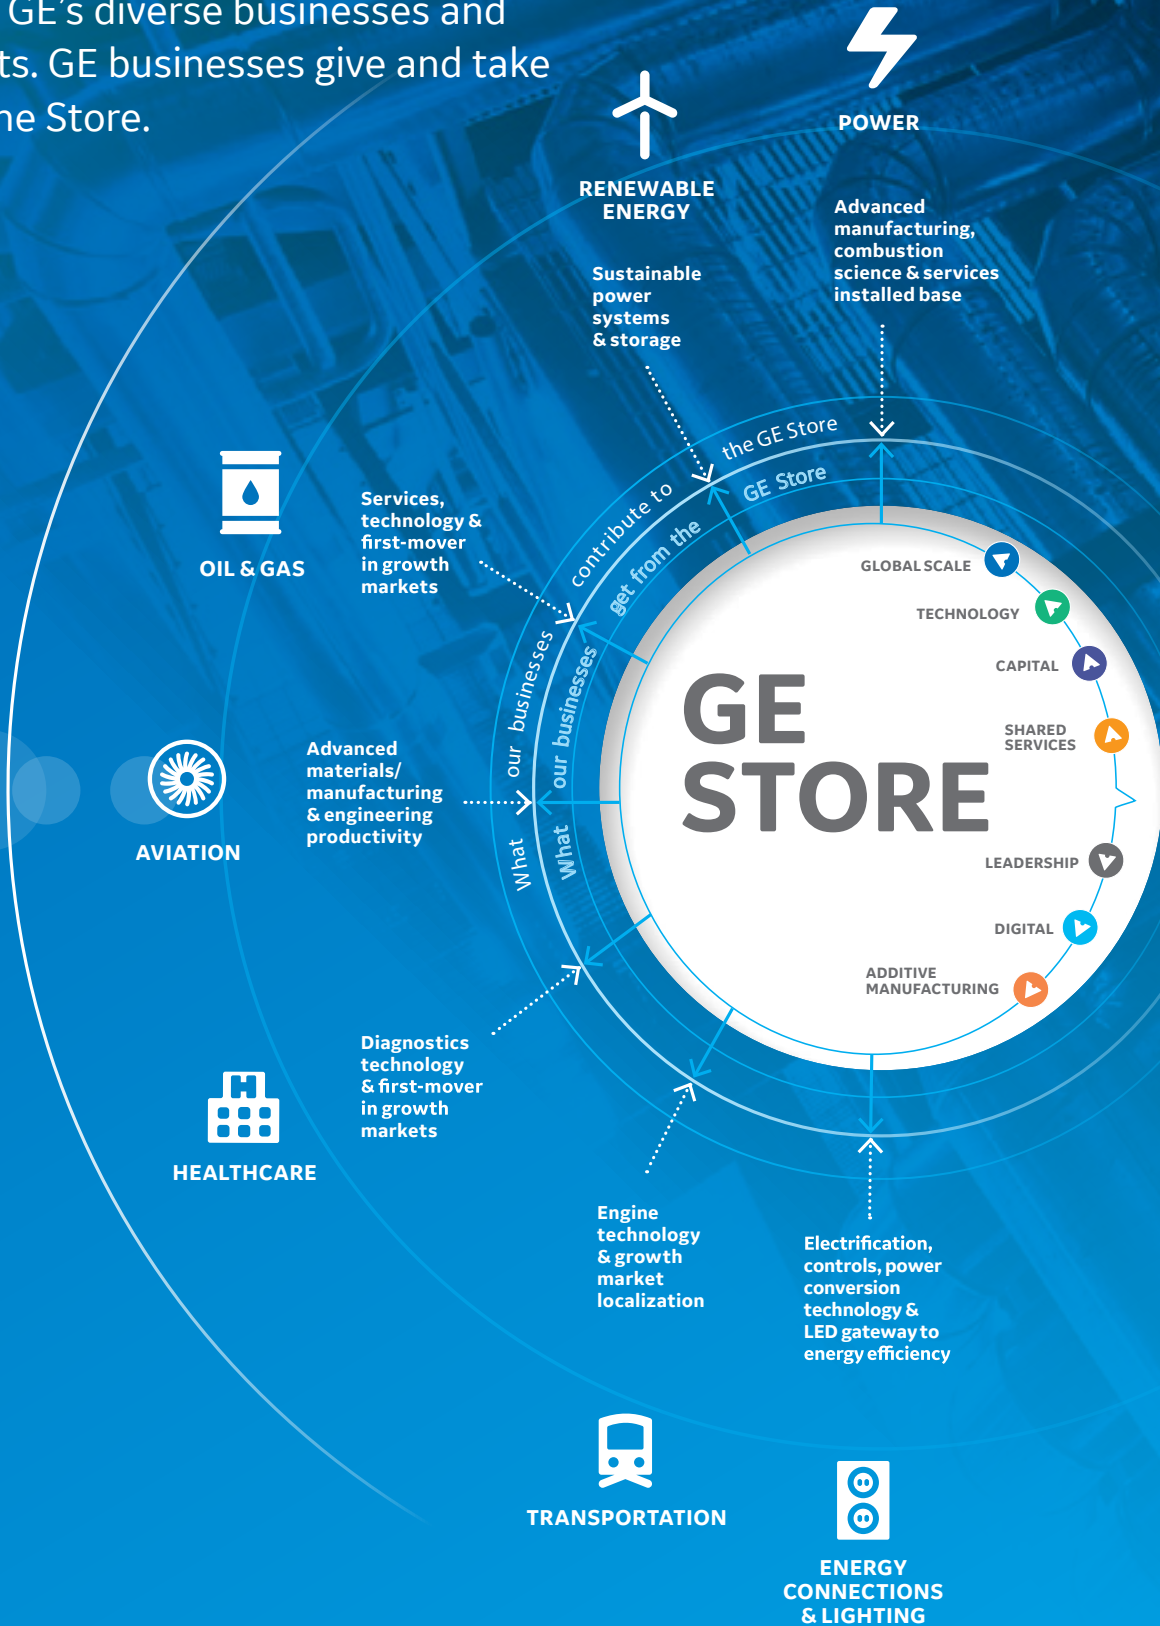 GE’s diverse businesses and
ts. GE businesses give and take
he Store.
POWER
RENEWABLE
ENERGY
Advanced
manufacturing,
combustion
science & services
installed base
Sustainable
power
systems
& storage
OIL & GAS
Services,
technology &
first-mover
in growth
markets
AVIATION
Advanced
materials/
manufacturing
& engineering
productivity
What our businesses contribute to the GE Store
What our businesses get from the GE Store
GE
STORE
GLOBAL SCALE
TECHNOLOGY
CAPITAL
SHARED
SERVICES
LEADERSHIP
DIGITAL
ADDITIVE
MANUFACTURING
HEALTHCARE
Diagnostics
technology
& first-mover
in growth
markets
Engine
technology
& growth
market
localization
Electrification,
controls, power
conversion
technology &
LED gateway to
energy efficiency
TRANSPORTATION
ENERGY
CONNECTIONS
& LIGHTING